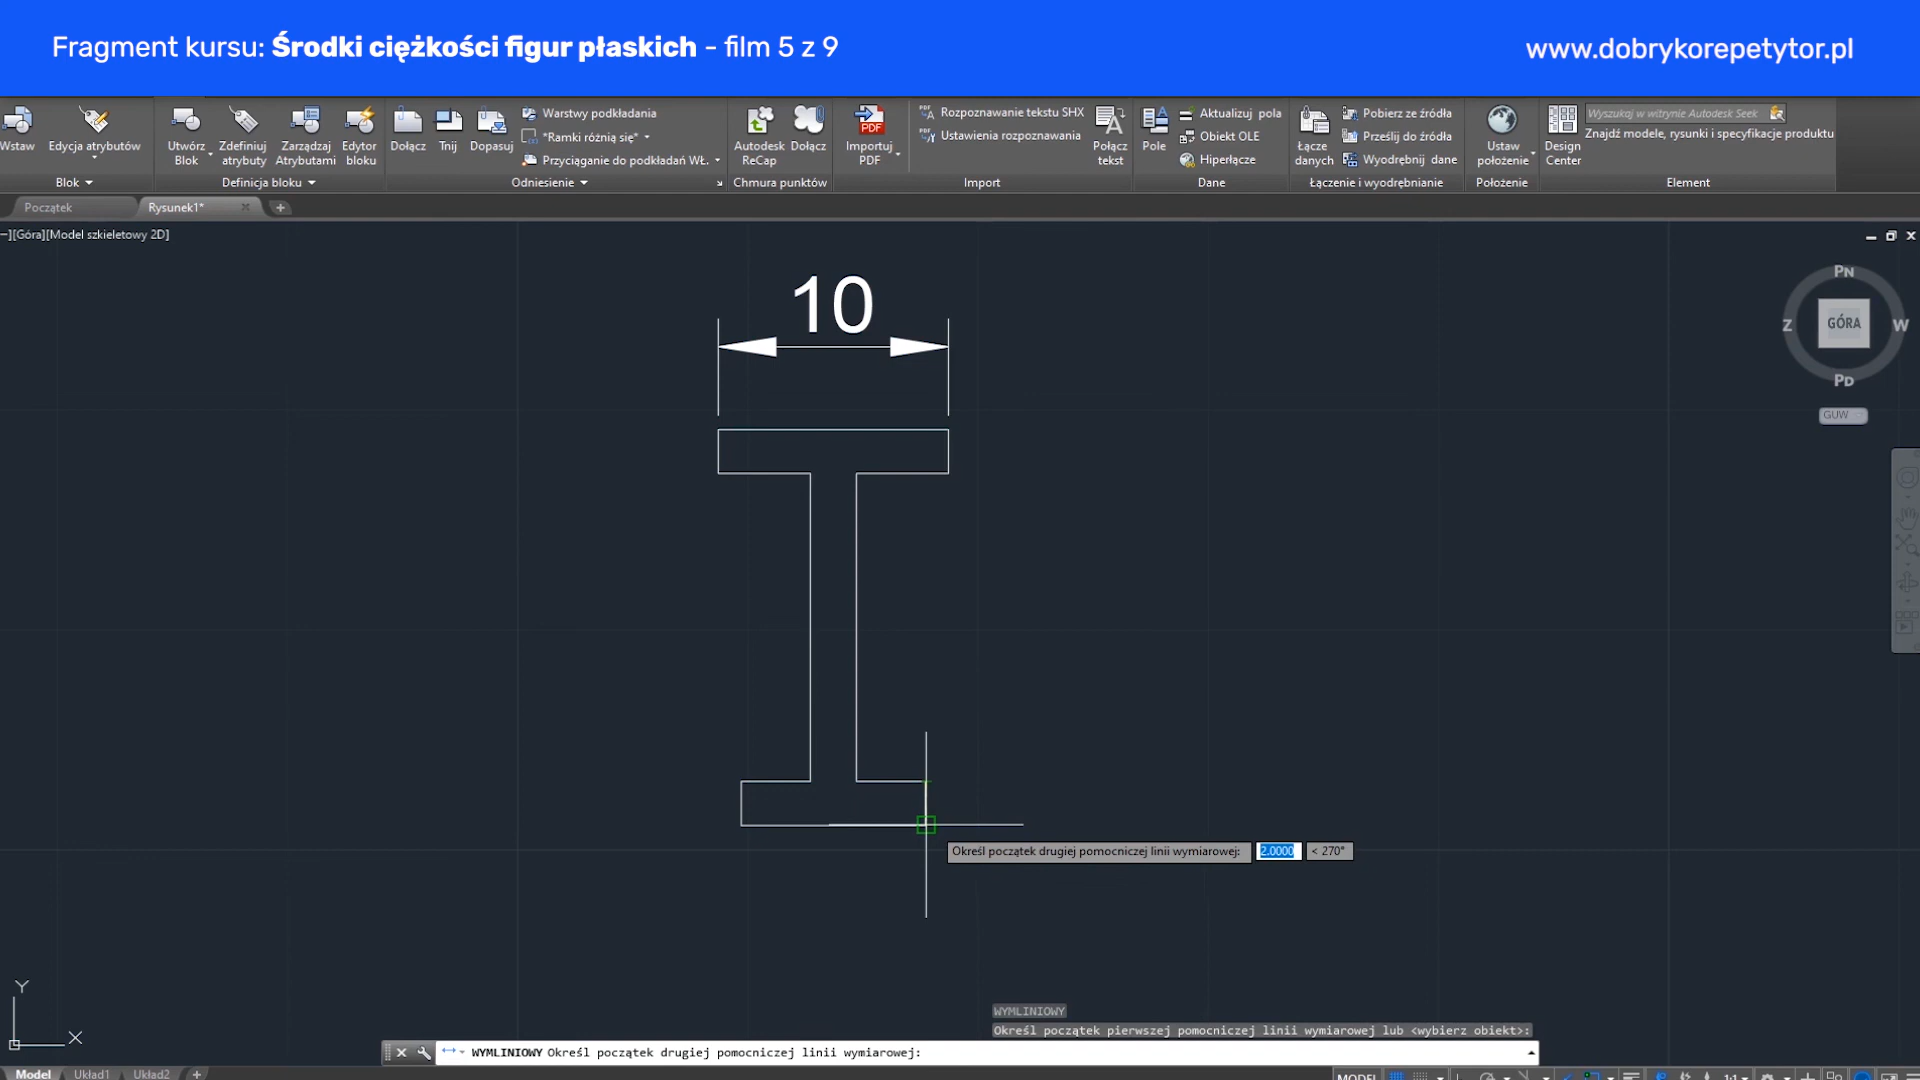 Fragment kursu: Środki ciężkości figur płaskich - film 5 z 9
www.dobrykorepetytor.pl
Wstaw
Edycja atrybutów
Blok
Utwórz Blok
Zdefiniuj atrybuty
Zarządzaj Atrybutami
Edytor bloku
Definicja bloku
Dołącz
Tnij
Dopasuj
Warstwy podkładania
*Ramki różnią się*
Przyciąganie do podkładań WŁ.
Odniesienie
Autodesk ReCap
Dołącz
Chmura punktów
Importuj PDF
Rozpoznawanie tekstu SHX
Ustawienia rozpoznawania
Połącz tekst
Import
Pole
Aktualizuj pola
Obiekt OLE
Hiperłącze
Dane
Łącze danych
Pobierz ze źródła
Prześlij do źródła
Wyodrębnij dane
Łączenie i wyodrębnianie
Ustaw położenie
Położenie
Design Center
Wyszukaj w witrynie Autodesk Seek
Znajdź modele, rysunki i specyfikacje produktu
Element
Początek
Rysunek1*
−][Góra][Model szkieletowy 2D]
10
PN
Z
GÓRA
W
PD
GUW
Określ początek drugiej pomocniczej linii wymiarowej: 2.0000 < 270°
Y
X
WYMLINIOWY
Określ początek pierwszej pomocniczej linii wymiarowej lub <wybierz obiekt>:
WYMLINIOWY Określ początek drugiej pomocniczej linii wymiarowej:
Model
Układ1
Układ2
MODEL
1:1